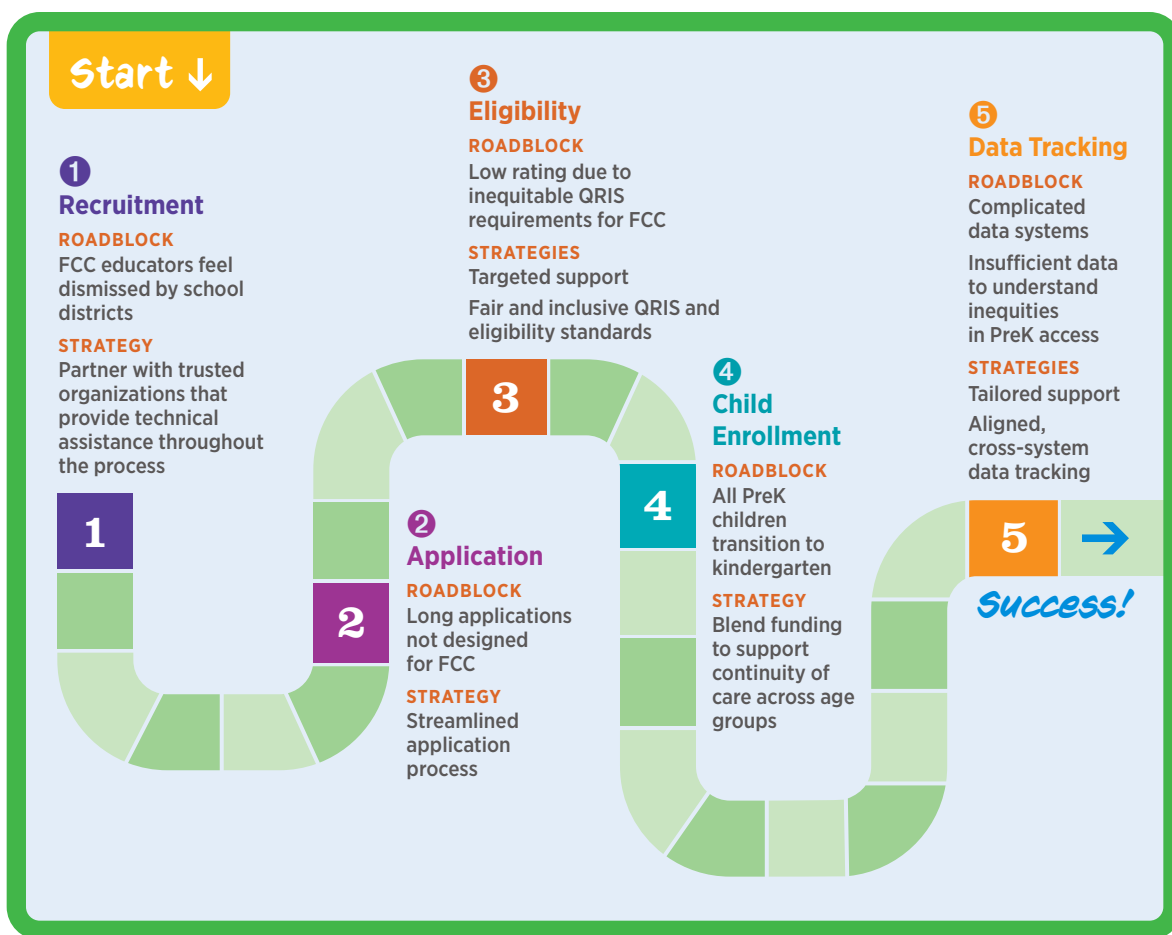 Start ↓
1
Recruitment
ROADBLOCK
FCC educators feel
dismissed by school
districts
STRATEGY
Partner with trusted
organizations that
provide technical
assistance throughout
the process
1
2
Application
ROADBLOCK
Long applications
not designed
for FCC
STRATEGY
Streamlined
application
process
2
3
Eligibility
ROADBLOCK
Low rating due to
inequitable QRIS
requirements for FCC
STRATEGIES
Targeted support
Fair and inclusive QRIS and
eligibility standards
3
4
Child
Enrollment
ROADBLOCK
All PreK
children
transition to
kindergarten
STRATEGY
Blend funding
to support
continuity of
care across age
groups
4
5
Data Tracking
ROADBLOCK
Complicated
data systems
Insufficient data
to understand
inequities
in PreK access
STRATEGIES
Tailored support
Aligned,
cross-system
data tracking
5 →
Success!